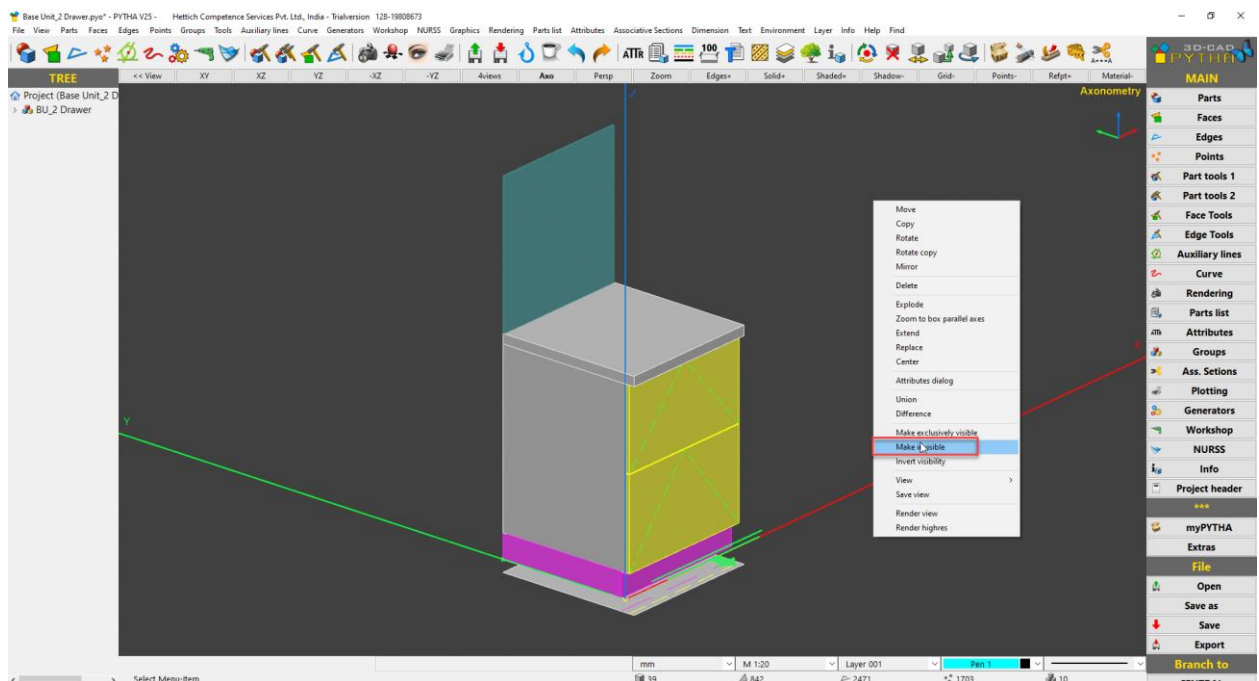 Base Unit_2 Drawer.pyo* - PYTHA V25 - Hettich Competence Services Pvt. Ltd., India - Trialversion 128-19808673
File View Parts Faces Edges Points Groups Tools Auxiliary lines Curve Generators Workshop NURSS Graphics Rendering Parts list Attributes Associative Sections Dimension Text Environment Layer Info Help Find
ATTR 100 3D-CAD PYTHA
TREE << View XY XZ YZ -XZ -YZ 4views Axo Persp Zoom Edges+ Solid+ Shaded+ Shadow- Grid- Points- Refpt+ Material- MAIN
Project (Base Unit_2 D
BU_2 Drawer
Axonometry
Z
Y
X
Move
Copy
Rotate
Rotate copy
Mirror
Delete
Explode
Zoom to box parallel axes
Extend
Replace
Center
Attributes dialog
Union
Difference
Make exclusively visible
Invert visibility
View >
Save view
Render view
Render highres
Parts
Faces
Edges
Points
Part tools 1
Part tools 2
Face Tools
Edge Tools
Auxiliary lines
Curve
Rendering
Parts list
Attributes
Groups
Ass. Setions
Plotting
Generators
Workshop
NURSS
Info
Project header
***
myPYTHA
Extras
File
Open
Save as
Save
Export
Branch to
mm M 1:20 Layer 001 Pen 1
Select Menu-Item 39 842 2471 1703 10